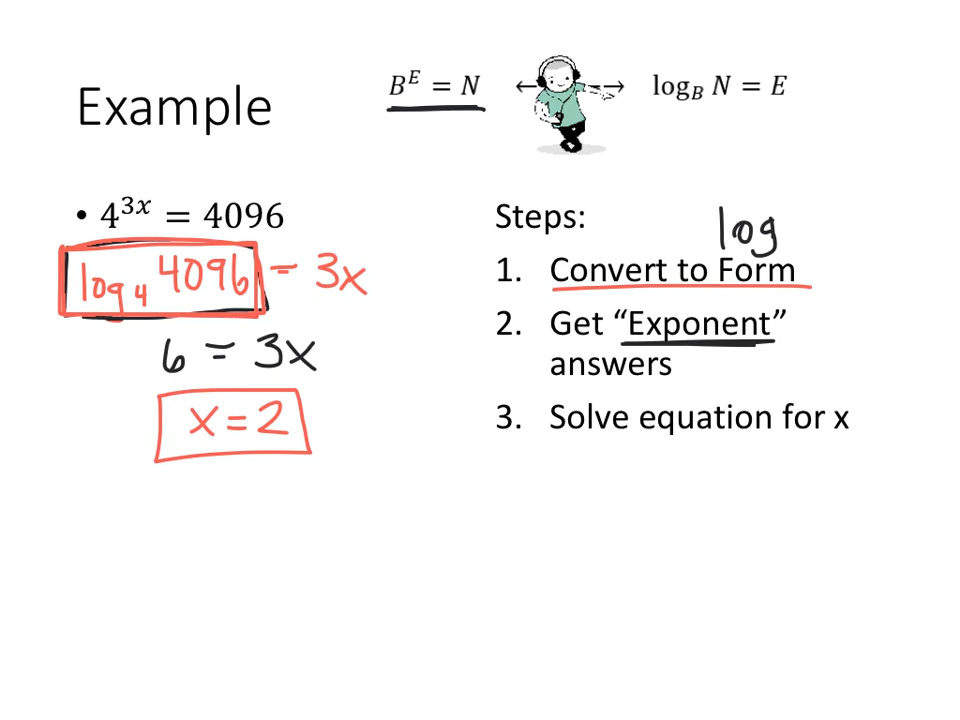 Example
B^E = N ↔ log_B N = E
• 4^{3x} = 4096
log_4 4096 = 3x
6 = 3x
x = 2
Steps:
log
1. Convert to Form
2. Get “Exponent”
answers
3. Solve equation for x